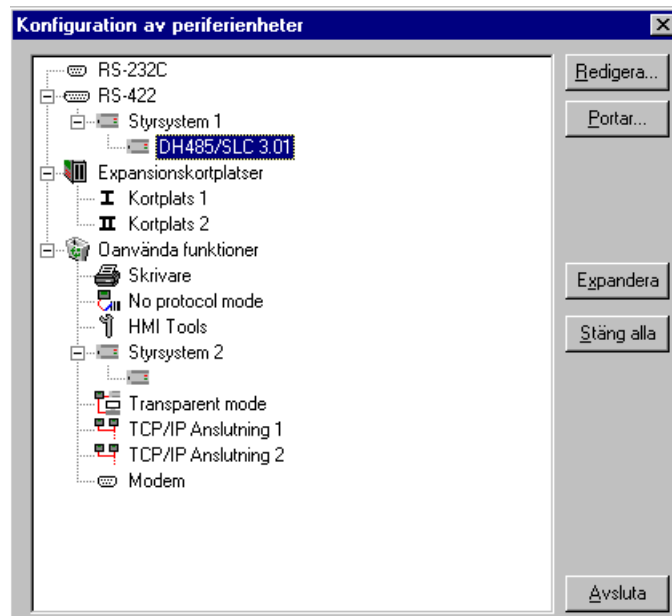 Konfiguration av periferienheter
RS-232C
RS-422
Styrsystem 1
DH485/SLC 3.01
Expansionskortplatser
Kortplats 1
Kortplats 2
Oanvända funktioner
Skrivare
No protocol mode
HMI Tools
Styrsystem 2
Transparent mode
TCP/IP Anslutning 1
TCP/IP Anslutning 2
Modem
Redigera...
Portar...
Expandera
Stäng alla
Avsluta